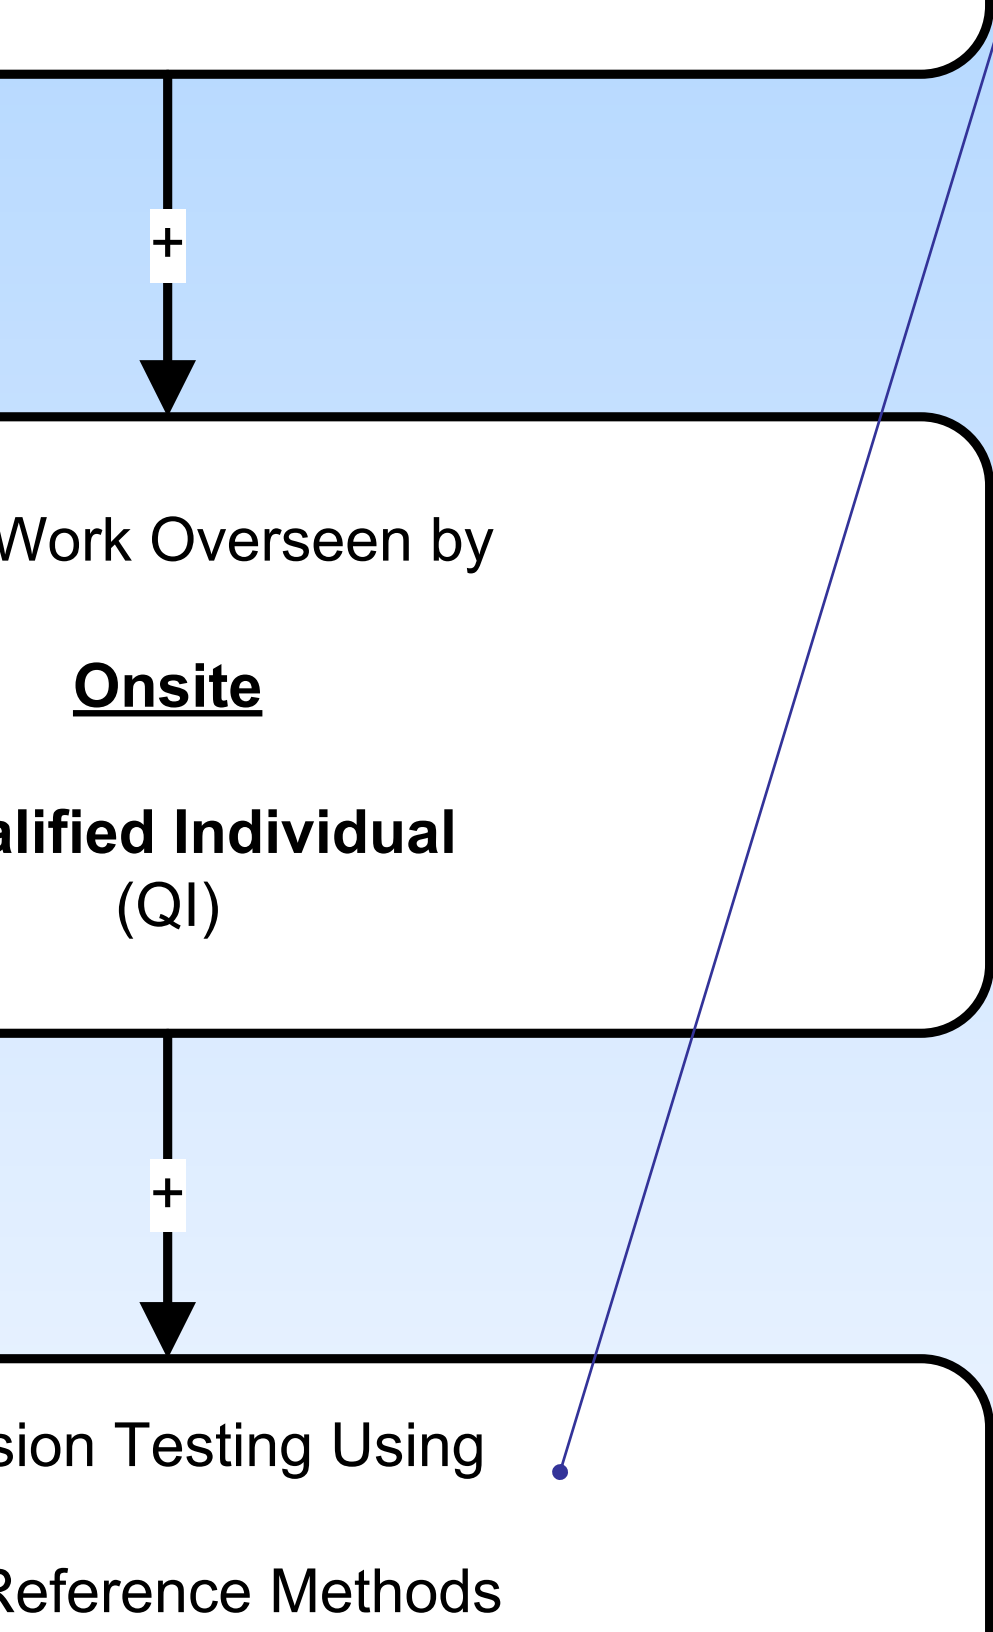 +
Work Overseen by
Onsite
alified Individual
(QI)
+
sion Testing Using
Reference Methods